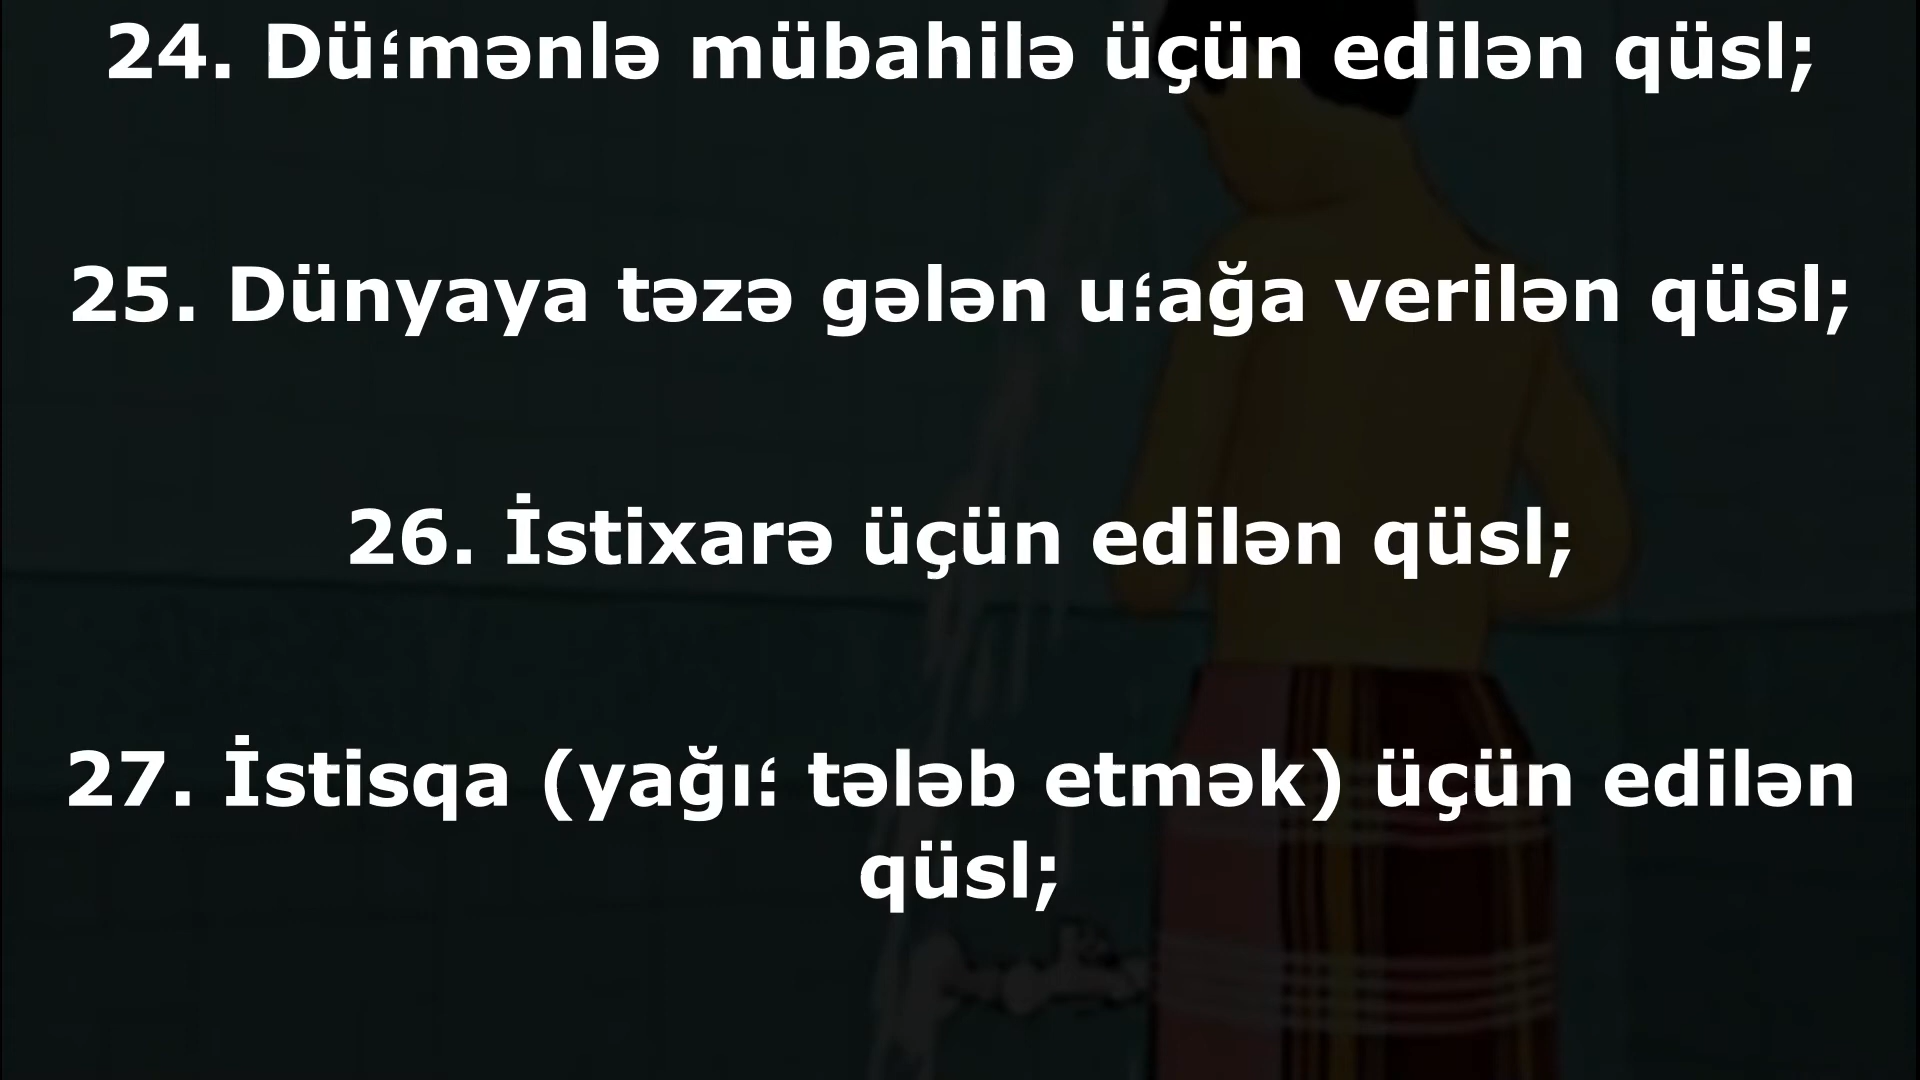 24. Dü؛mənlə mübahilə üçün edilən qüsl;
25. Dünyaya təzə gələn u؛ağa verilən qüsl;
26. İstixarə üçün edilən qüsl;
27. İstisqa (yağı؛ tələb etmək) üçün edilən
qüsl;